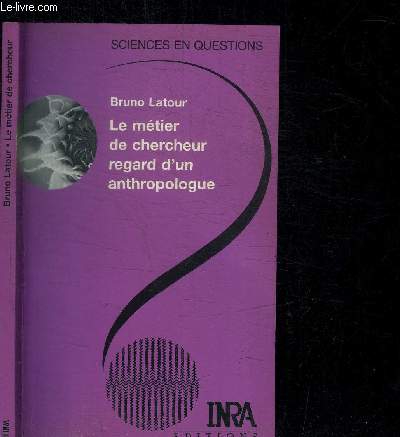 Le-livre.com
SCIENCES EN QUESTIONS
Bruno Latour
Le métier
de chercheur
regard d'un
anthropologue
INRA
EDITIONS
Bruno Latour • Le métier de chercheur